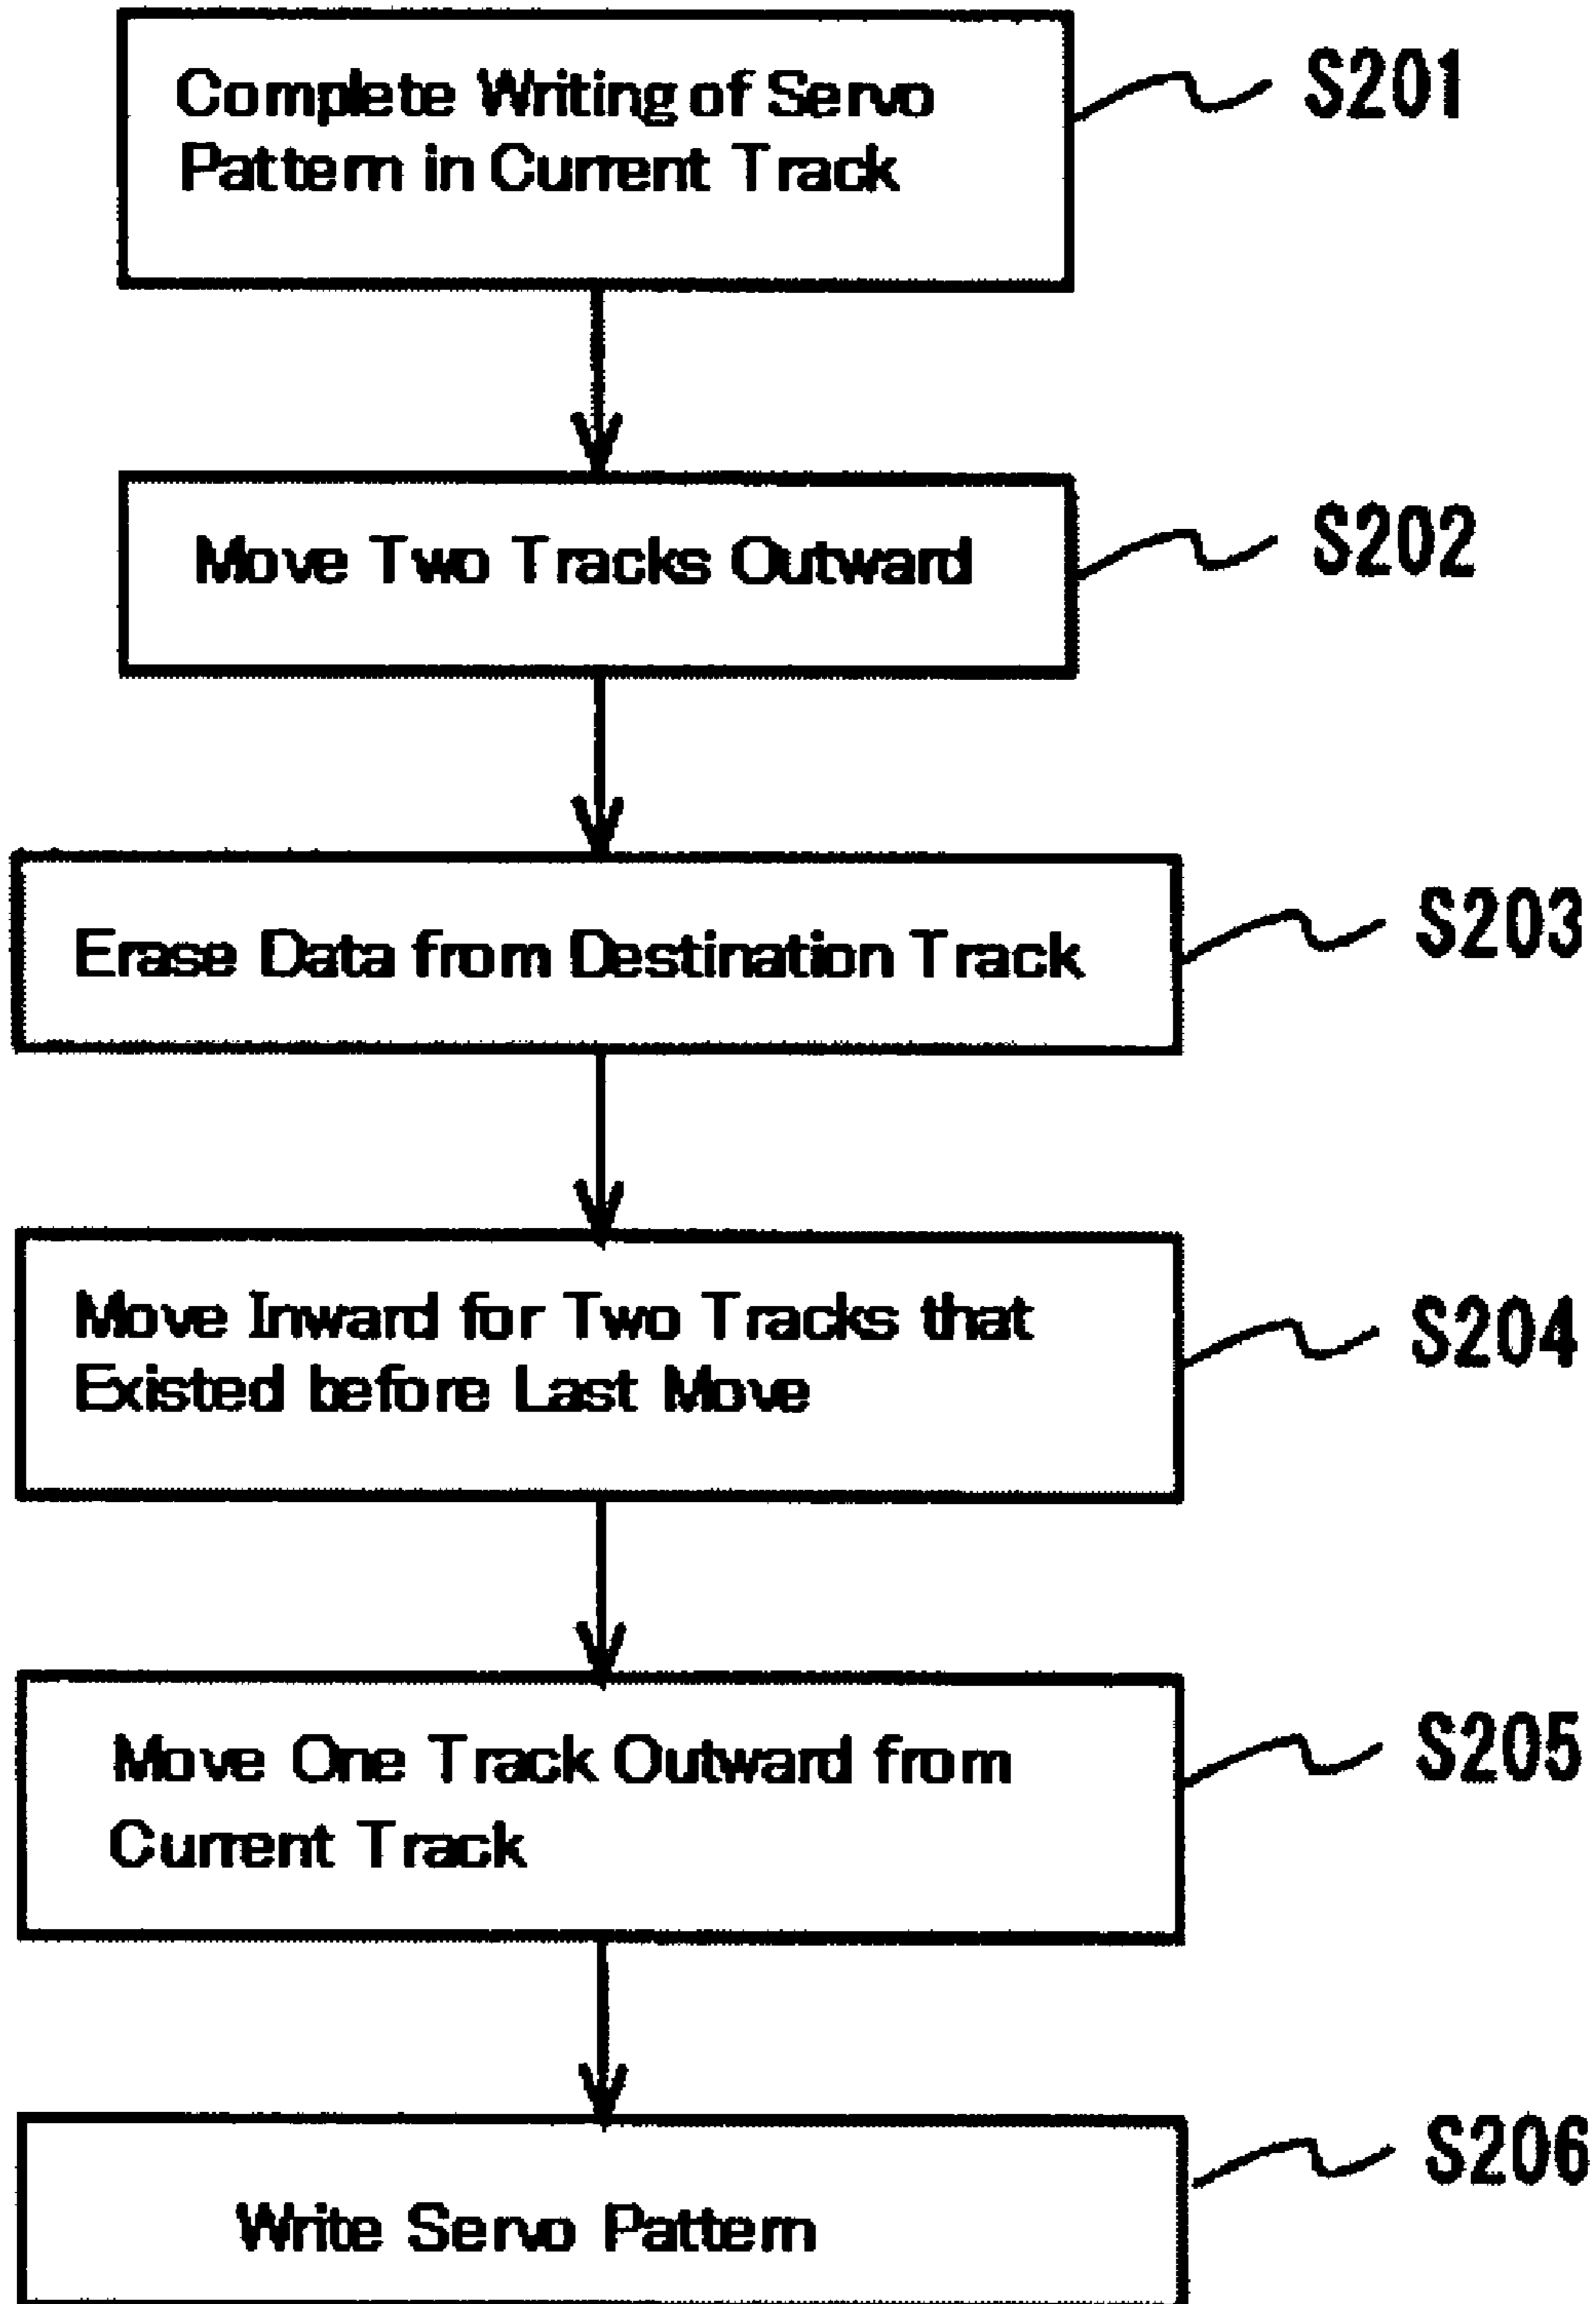 Complete Writing of Servo
Pattern in Current Track
S201
Move Two Tracks Outward
S202
Erase Data from Destination Track
S203
Move Inward for Two Tracks that
Existed before Last Move
S204
Move One Track Outward from
Current Track
S205
Write Servo Pattern
S206